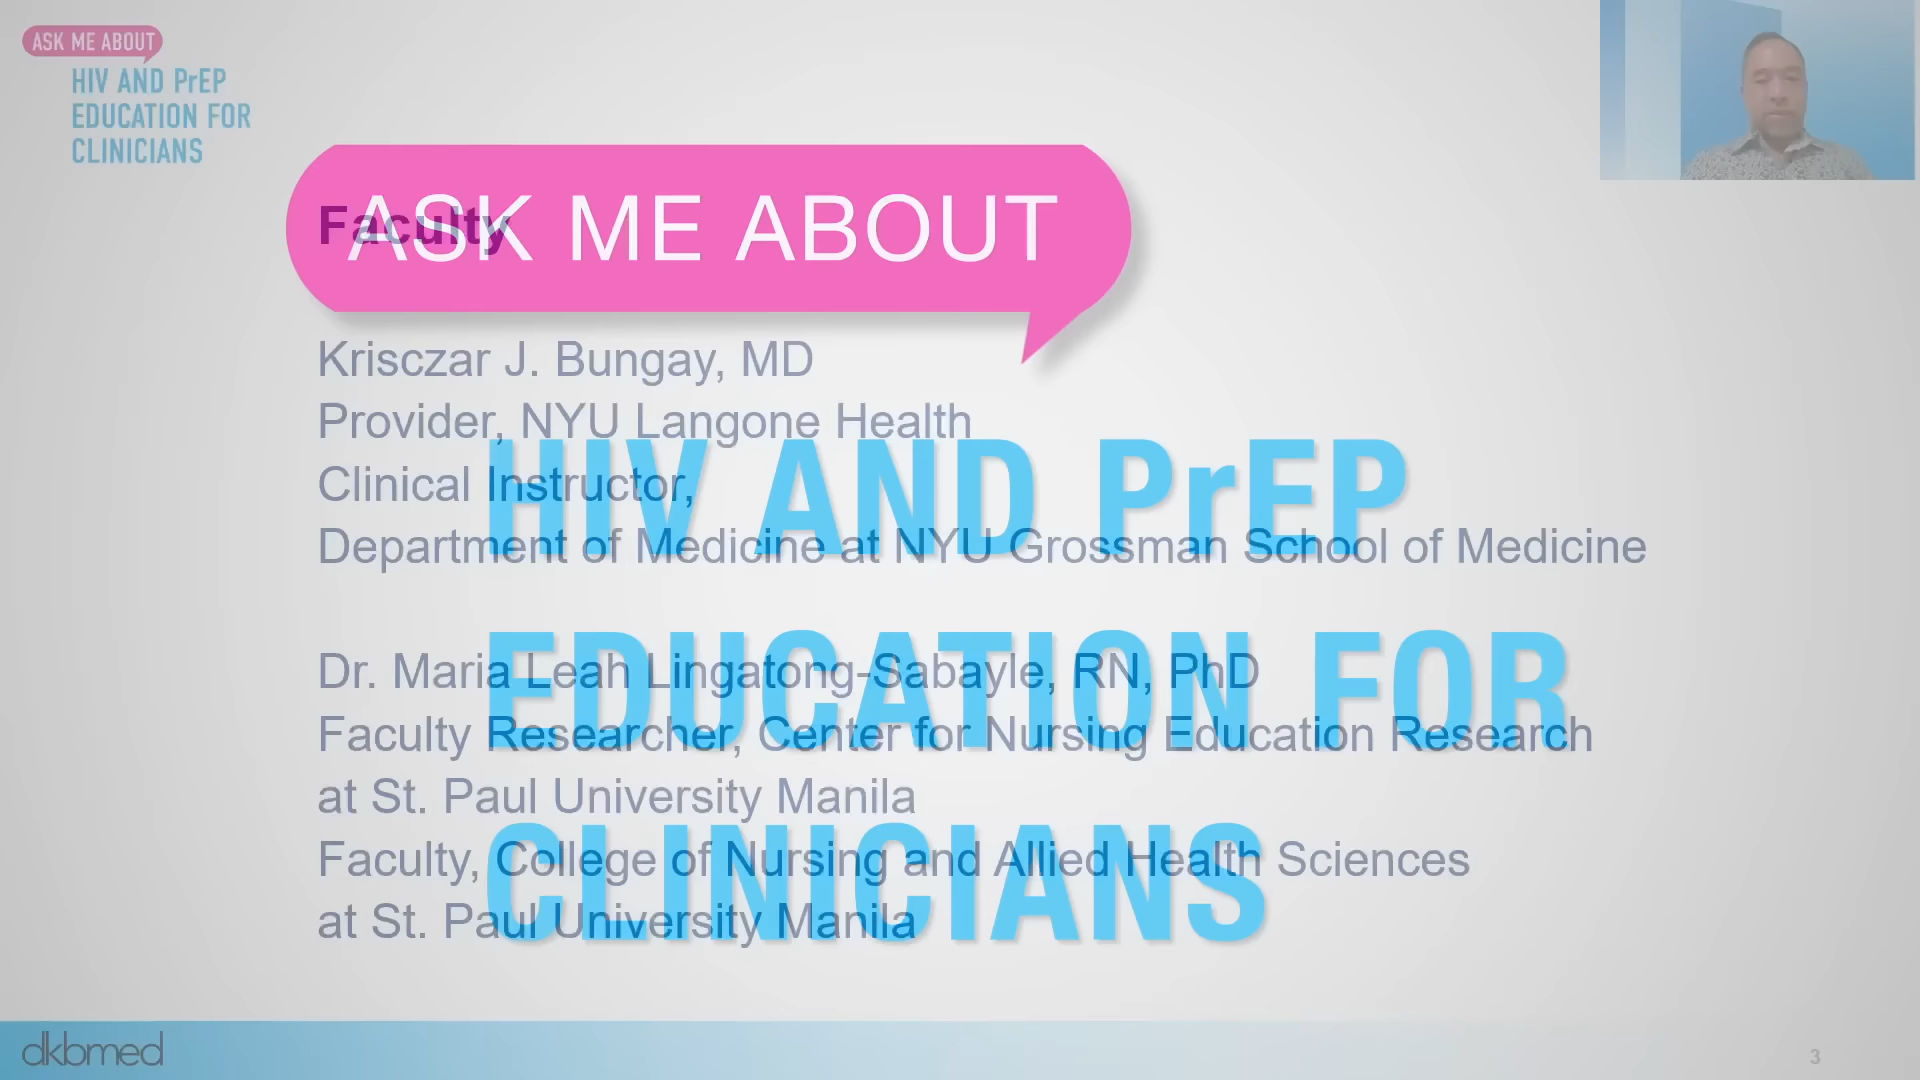 ASK ME ABOUT
HIV AND PrEP
EDUCATION FOR
CLINICIANS
Faculty
ASK ME ABOUT
Krisczar J. Bungay, MD
Provider, NYU Langone Health
Clinical Instructor,
Department of Medicine at NYU Grossman School of Medicine
HIV AND PrEP
EDUCATION FOR
CLINICIANS
Dr. Maria Leah Lingatong-Sabayle, RN, PhD
Faculty Researcher, Center for Nursing Education Research
at St. Paul University Manila
Faculty, College of Nursing and Allied Health Sciences
at St. Paul University Manila
dkbmed
3